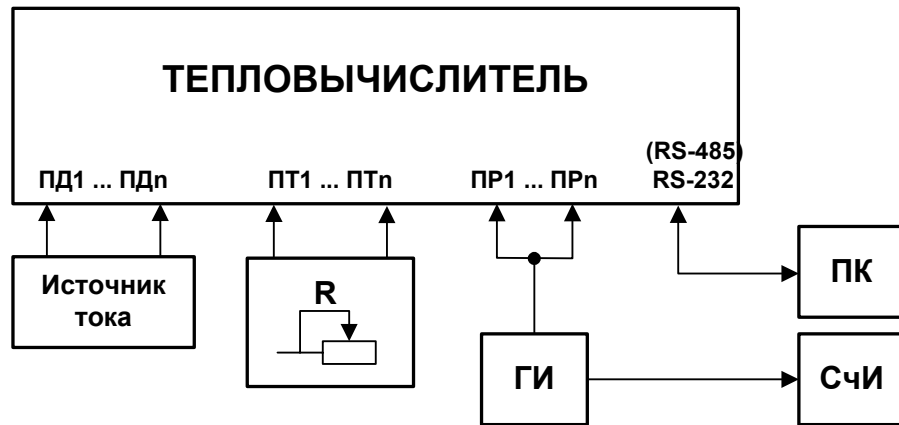 ТЕПЛОВЫЧИСЛИТЕЛЬ
(RS-485)
ПД1 ... ПДn ПТ1 ... ПТn ПР1 ... ПРn RS-232
Источник
тока
R
ПК
ГИ
СчИ